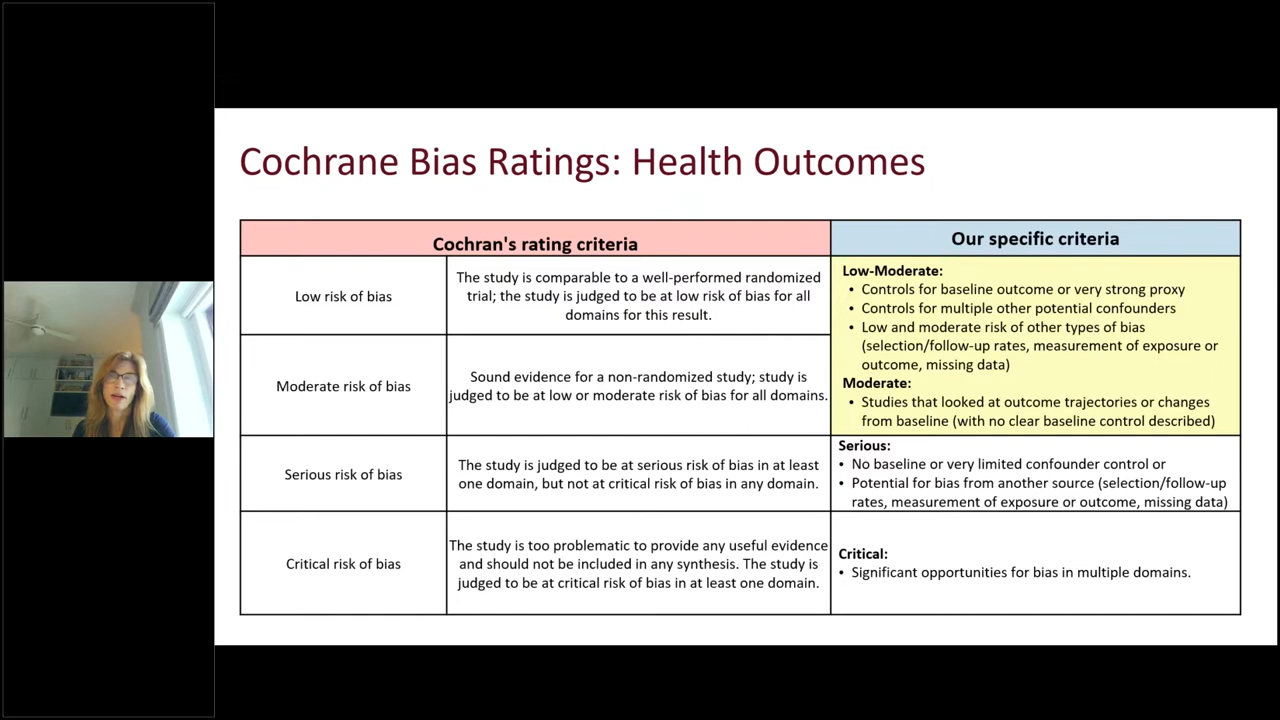 Cochrane Bias Ratings: Health Outcomes
Cochran's rating criteria
Our specific criteria
Low risk of bias
The study is comparable to a well-performed randomized
trial; the study is judged to be at low risk of bias for all
domains for this result.
Low-Moderate:
• Controls for baseline outcome or very strong proxy
• Controls for multiple other potential confounders
• Low and moderate risk of other types of bias
(selection/follow-up rates, measurement of exposure or
outcome, missing data)
Moderate:
• Studies that looked at outcome trajectories or changes
from baseline (with no clear baseline control described)
Moderate risk of bias
Sound evidence for a non-randomized study; study is
judged to be at low or moderate risk of bias for all domains.
Serious risk of bias
The study is judged to be at serious risk of bias in at least
one domain, but not at critical risk of bias in any domain.
Serious:
• No baseline or very limited confounder control or
• Potential for bias from another source (selection/follow-up
rates, measurement of exposure or outcome, missing data)
Critical risk of bias
The study is too problematic to provide any useful evidence
and should not be included in any synthesis. The study is
judged to be at critical risk of bias in at least one domain.
Critical:
• Significant opportunities for bias in multiple domains.